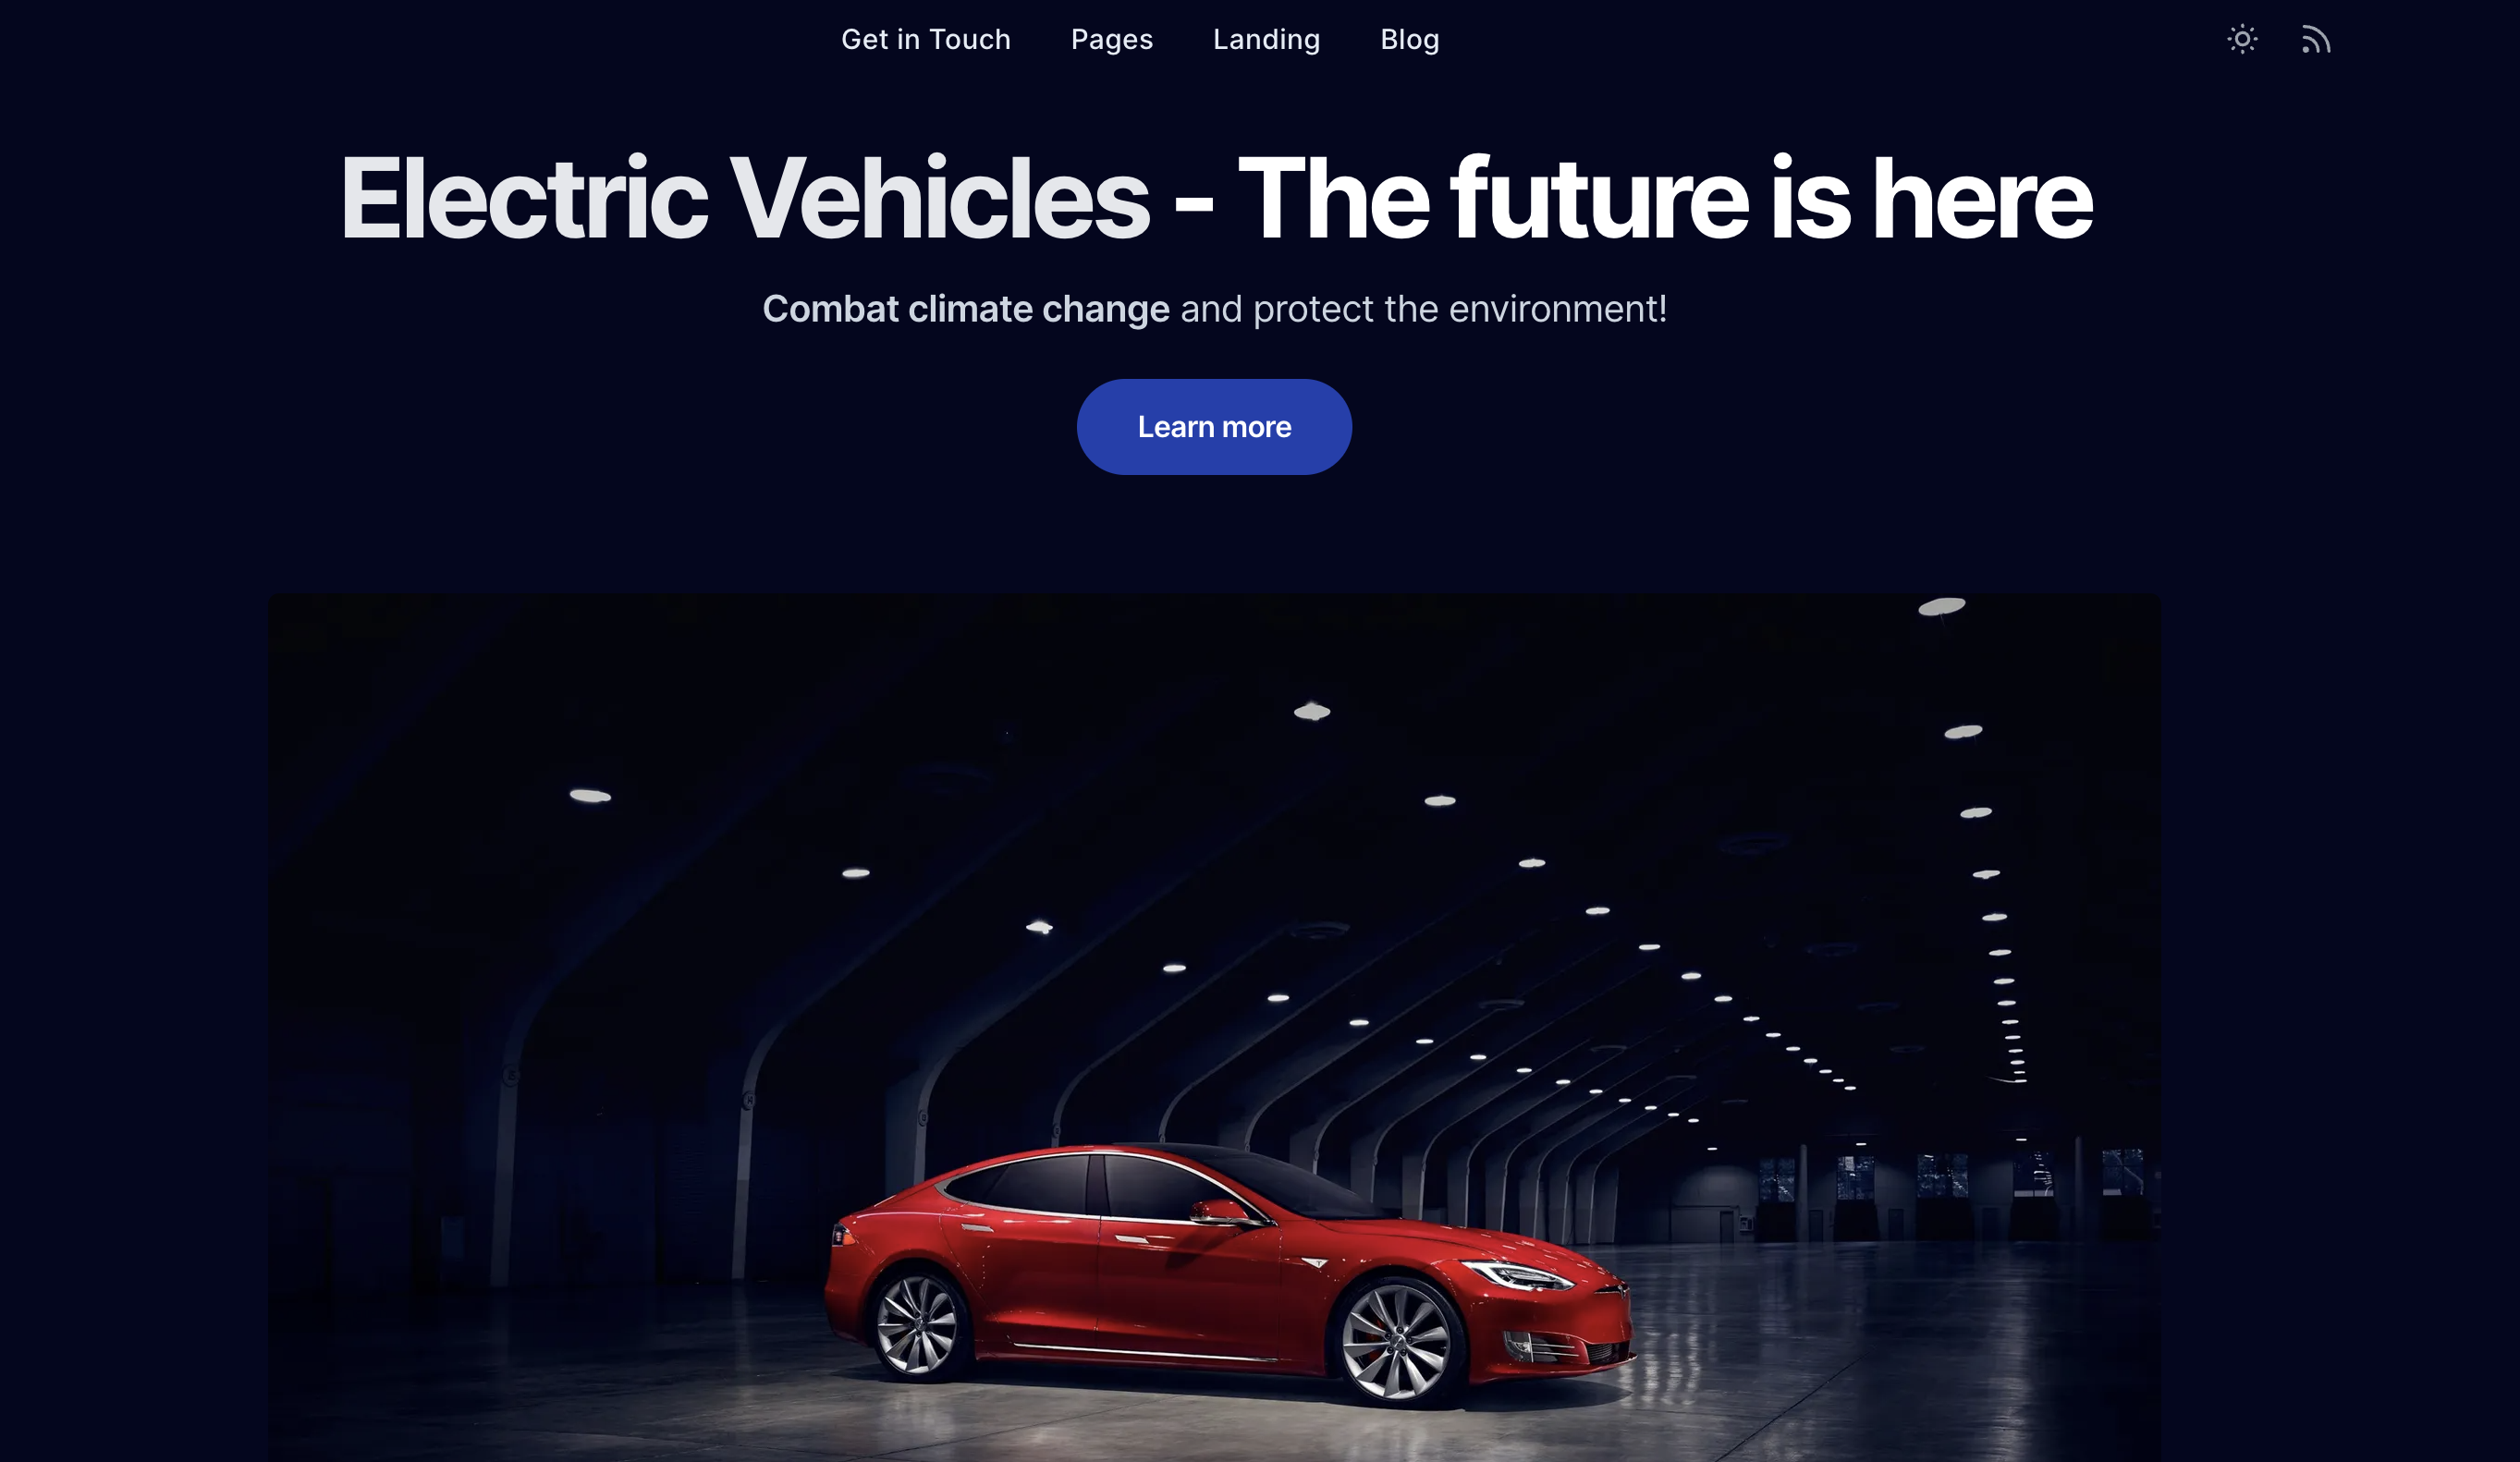 Get in Touch Pages Landing Blog
Electric Vehicles - The future is here
Combat climate change and protect the environment!
Learn more